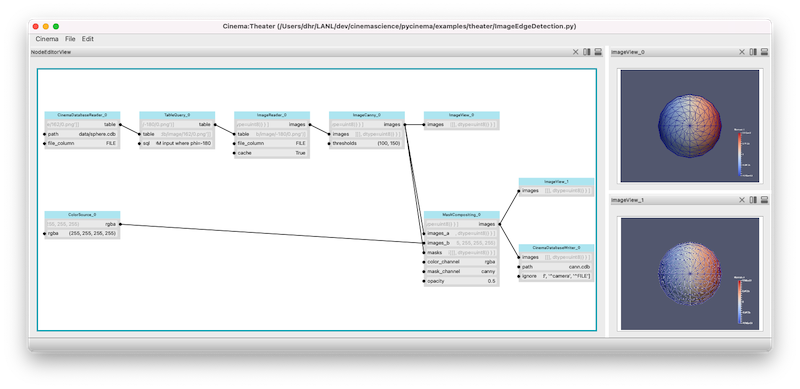 Cinema:Theater (/Users/dhr/LANL/dev/cinemascience/pycinema/examples/theater/ImageEdgeDetection.py)
Cinema File Edit
NodeEditorView
CinemaDatabaseReader_0
table
path data/sphere.cdb
file_column FILE
TableQuery_0
table
table
sql M input where phi=-180
ImageReader_0
images
table
file_column FILE
cache True
ImageCanny_0
images
images
thresholds (100, 150)
ImageView_0
images
ColorSource_0
rgba
rgba (255, 255, 255, 255)
MaskCompositing_0
images
images_a
images_b
masks
color_channel rgba
mask_channel canny
opacity 0.5
ImageView_1
images
CinemaDatabaseWriter_0
images
path cann.cdb
ignore
ImageView_0
ImageView_1